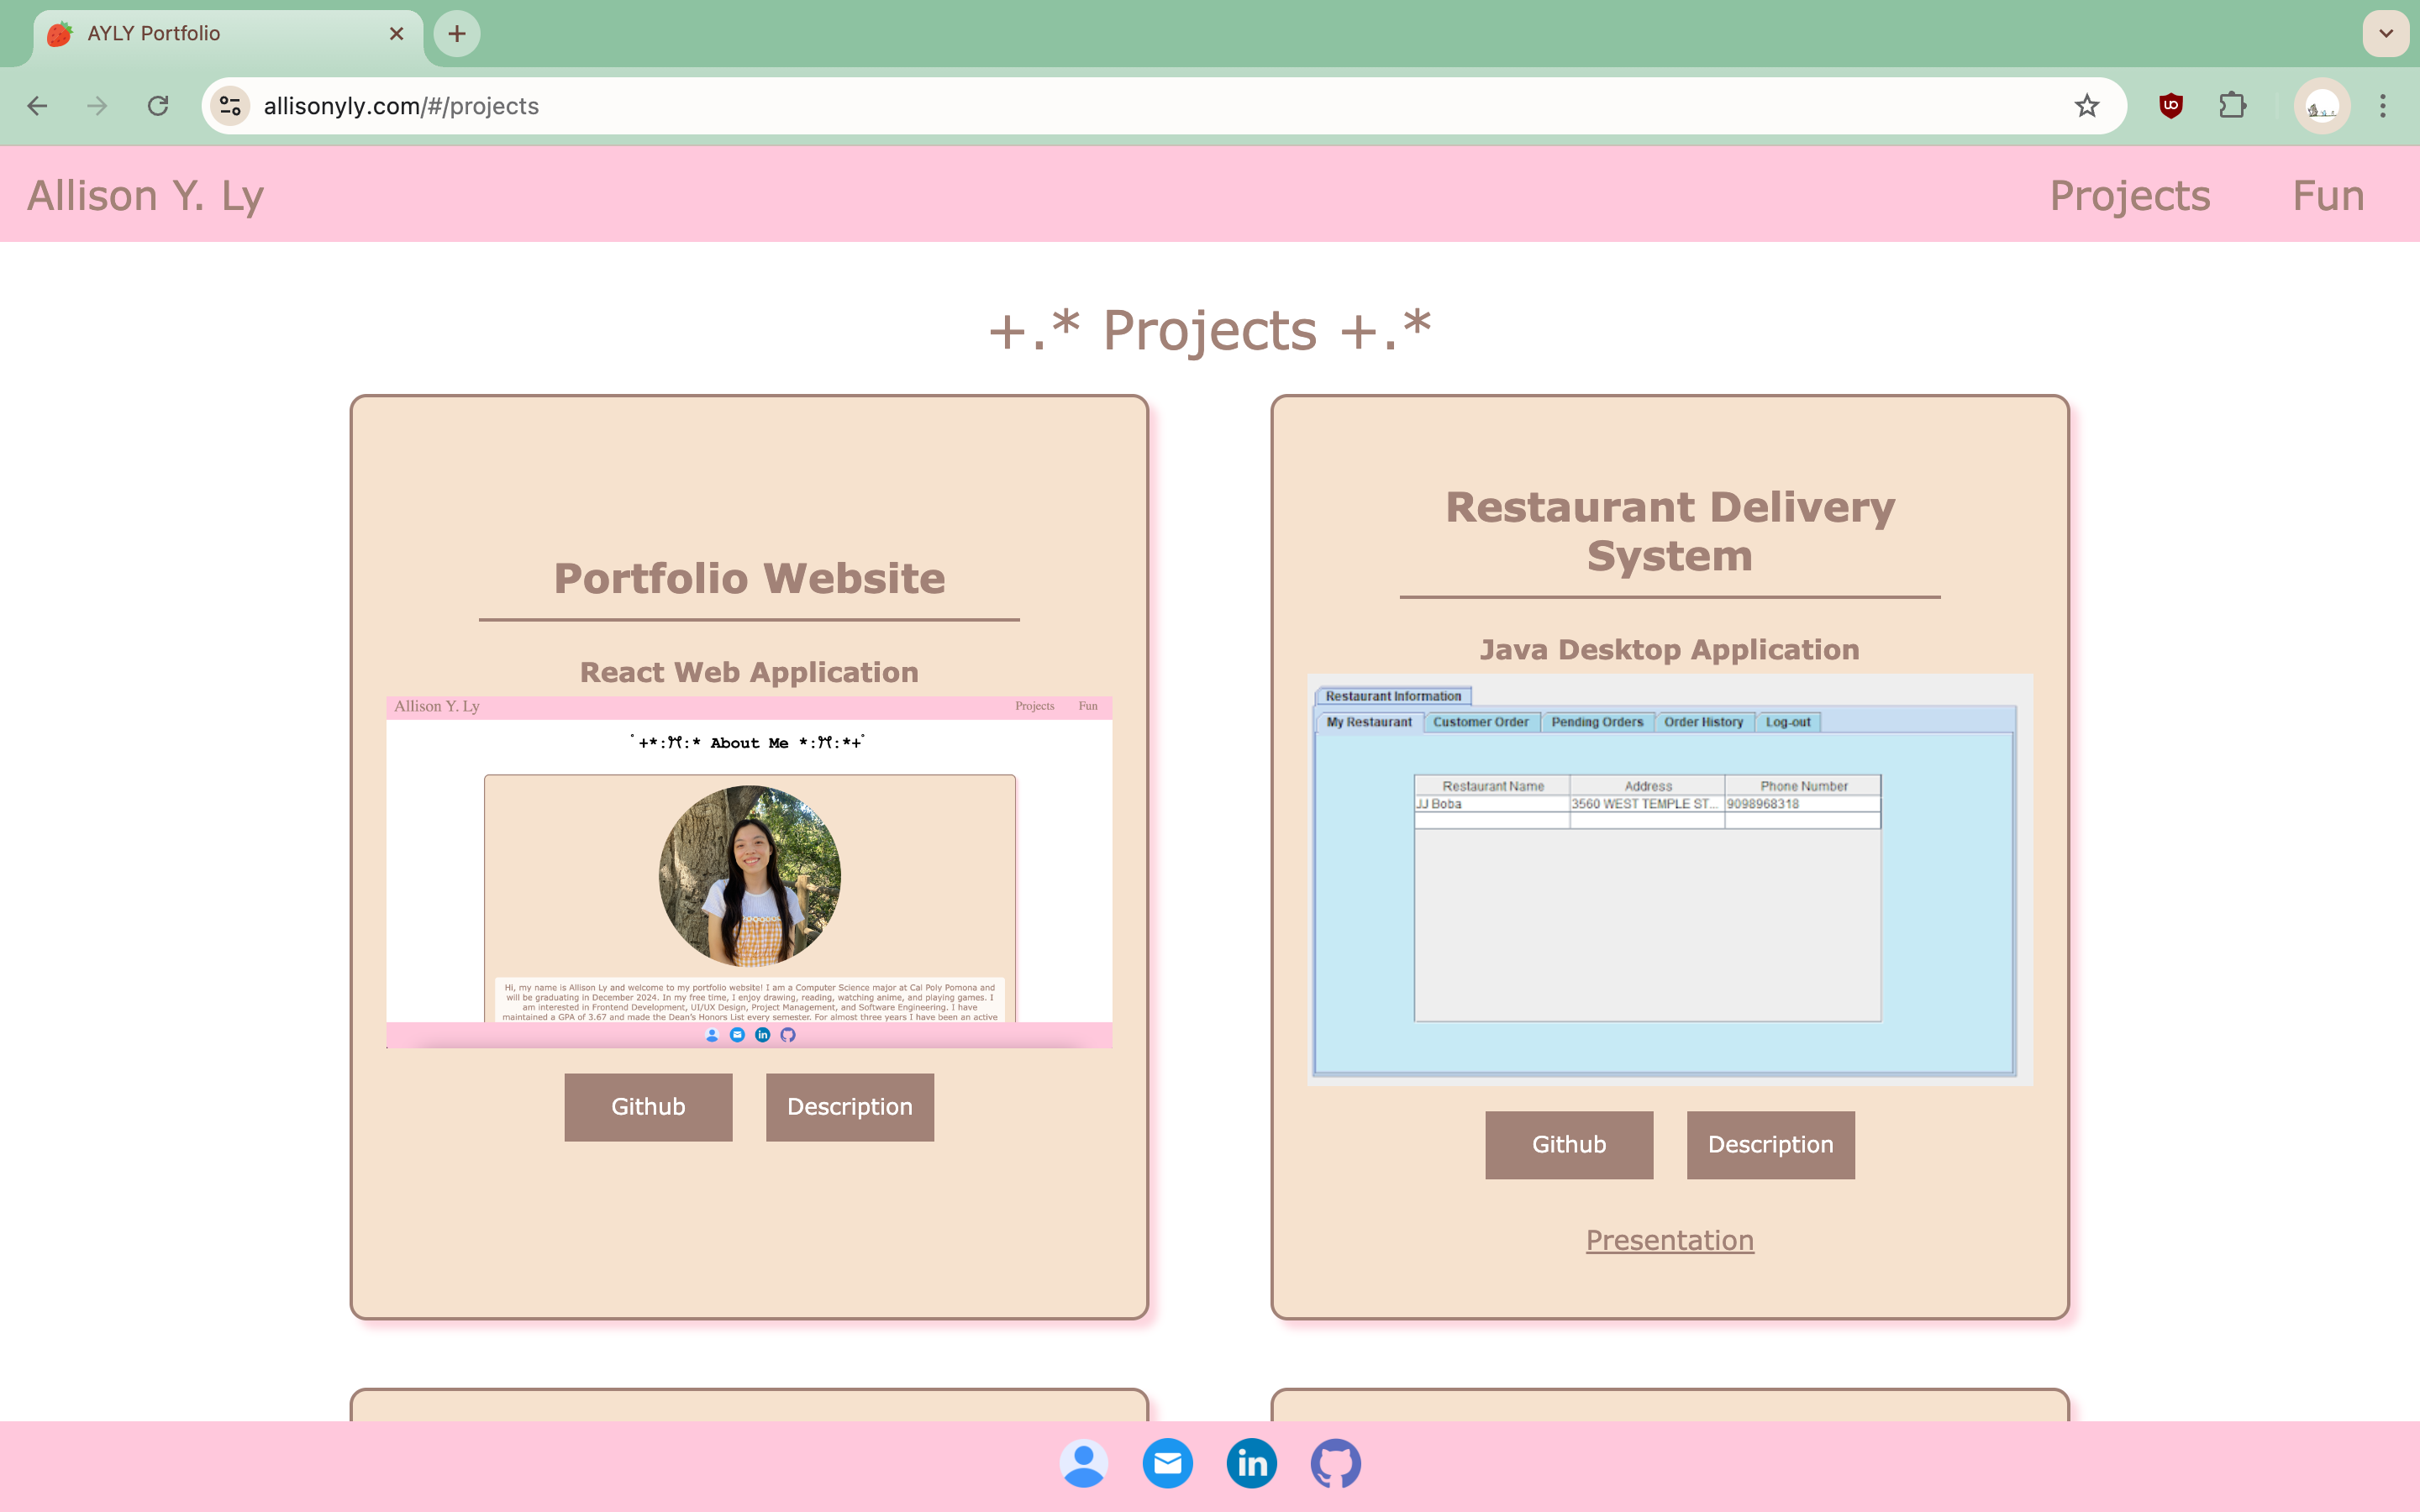 AYLY Portfolio
allisonyly.com/#/projects
Allison Y. Ly
Projects
Fun
+.* Projects +.*
Portfolio Website
React Web Application
Allison Y. Ly
Projects
Fun
˚+*:ꔫ:* About Me *:ꔫ:*+˚
Hi, my name is Allison Ly and welcome to my portfolio website! I am a Computer Science major at Cal Poly Pomona and
will be graduating in December 2024. In my free time, I enjoy drawing, reading, watching anime, and playing games. I
am interested in Frontend Development, UI/UX Design, Project Management, and Software Engineering. I have
maintained a GPA of 3.67 and made the Dean's Honors List every semester. For almost three years I have been an active
in
Github
Description
Restaurant Delivery
System
Java Desktop Application
Restaurant Information
My Restaurant
Customer Order
Pending Orders
Order History
Log-out
Restaurant Name
Address
Phone Number
JJ Boba
3560 WEST TEMPLE ST...
9098968318
Github
Description
Presentation
in